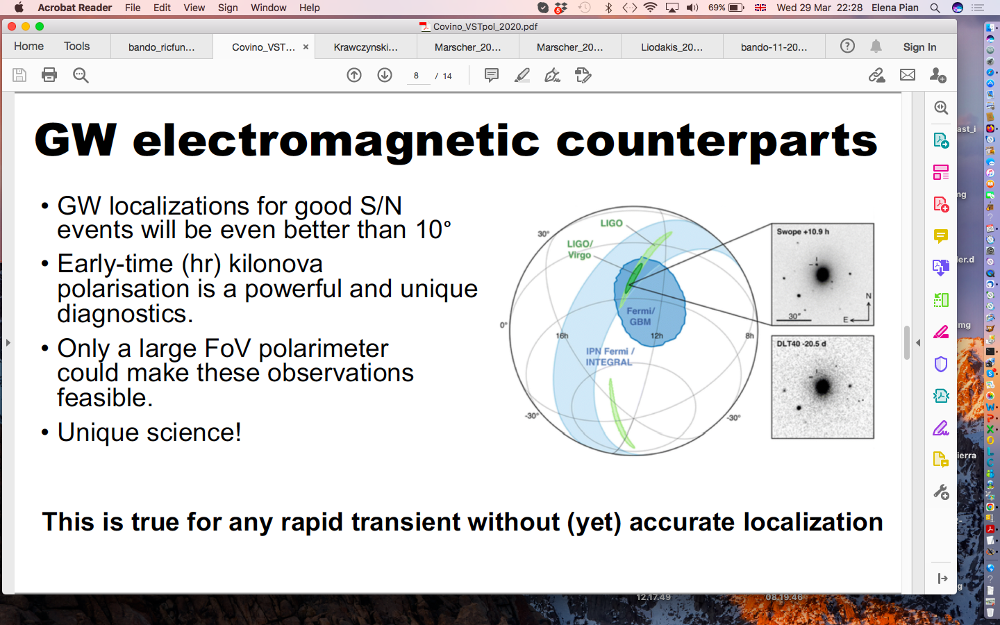 Acrobat Reader File Edit View Sign Window Help
69% Wed 29 Mar 22:28 Elena Pian
Covino_VSTpol_2020.pdf
Home Tools bando_ricfun... Covino_VST... × Krawczynski... Marscher_20... Marscher_20... Liodakis_20... bando-11-20... Sign In
8 / 14
GW electromagnetic counterparts
• GW localizations for good S/N
events will be even better than 10°
• Early-time (hr) kilonova
polarisation is a powerful and unique
diagnostics.
• Only a large FoV polarimeter
could make these observations
feasible.
• Unique science!
LIGO
30°
LIGO/
Virgo
Fermi/
GBM
0°
16h
12h
8h
IPN Fermi /
INTEGRAL
-30°
-30°
Swope +10.9 h
N
30"
E
DLT40 -20.5 d
This is true for any rapid transient without (yet) accurate localization
ast_i
ng
ler.d
mg
ierra
g
12.17.49
08.19.46